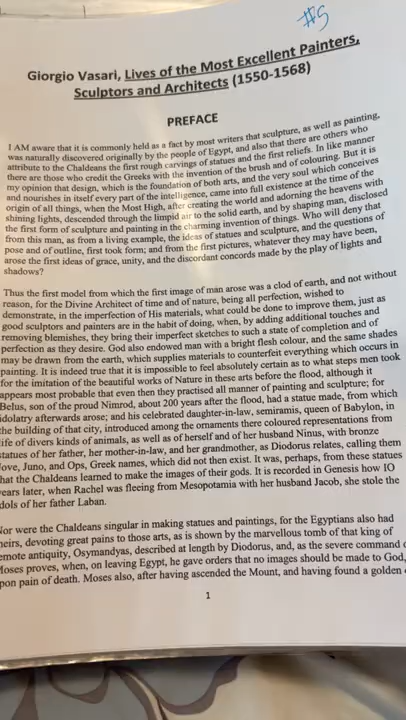 #5
Giorgio Vasari, Lives of the Most Excellent Painters,
Sculptors and Architects (1550-1568)
PREFACE
I AM aware that it is commonly held as a fact by most writers that sculpture, as well as painting,
was naturally discovered originally by the people of Egypt, and also that there are others who
attribute to the Chaldeans the first rough carvings of statues and the first reliefs. In like manner
there are those who credit the Greeks with the invention of the brush and of colouring. But it is
my opinion that design, which is the foundation of both arts, and the very soul which conceives
and nourishes in itself every part of the intelligence, came into full existence at the time of the
origin of all things, when the Most High, after creating the world and adorning the heavens with
shining lights, descended through the limpid air to the solid earth, and by shaping man, disclosed
the first form of sculpture and painting in the charming invention of things. Who will deny that
from this man, as from a living example, the ideas of statues and sculpture, and the questions of
pose and of outline, first took form; and from the first pictures, whatever they may have been,
arose the first ideas of grace, unity, and the discordant concords made by the play of lights and
shadows?
Thus the first model from which the first image of man arose was a clod of earth, and not without
reason, for the Divine Architect of time and of nature, being all perfection, wished to
demonstrate, in the imperfection of His materials, what could be done to improve them, just as
good sculptors and painters are in the habit of doing, when, by adding additional touches and
removing blemishes, they bring their imperfect sketches to such a state of completion and of
perfection as they desire. God also endowed man with a bright flesh colour, and the same shades
may be drawn from the earth, which supplies materials to counterfeit everything which occurs in
painting. It is indeed true that it is impossible to feel absolutely certain as to what steps men took
for the imitation of the beautiful works of Nature in these arts before the flood, although it
appears most probable that even then they practised all manner of painting and sculpture; for
Belus, son of the proud Nimrod, about 200 years after the flood, had a statue made, from which
idolatry afterwards arose; and his celebrated daughter-in-law, semiramis, queen of Babylon, in
the building of that city, introduced among the ornaments there coloured representations from
life of divers kinds of animals, as well as of herself and of her husband Ninus, with bronze
statues of her father, her mother-in-law, and her grandmother, as Diodorus relates, calling them
Jove, Juno, and Ops, Greek names, which did not then exist. It was, perhaps, from these statues
that the Chaldeans learned to make the images of their gods. It is recorded in Genesis how IO
years later, when Rachel was fleeing from Mesopotamia with her husband Jacob, she stole the
idols of her father Laban.
Nor were the Chaldeans singular in making statues and paintings, for the Egyptians also had
theirs, devoting great pains to those arts, as is shown by the marvellous tomb of that king of
remote antiquity, Osymandyas, described at length by Diodorus, and, as the severe command o
Moses proves, when, on leaving Egypt, he gave orders that no images should be made to God,
upon pain of death. Moses also, after having ascended the Mount, and having found a golden
1